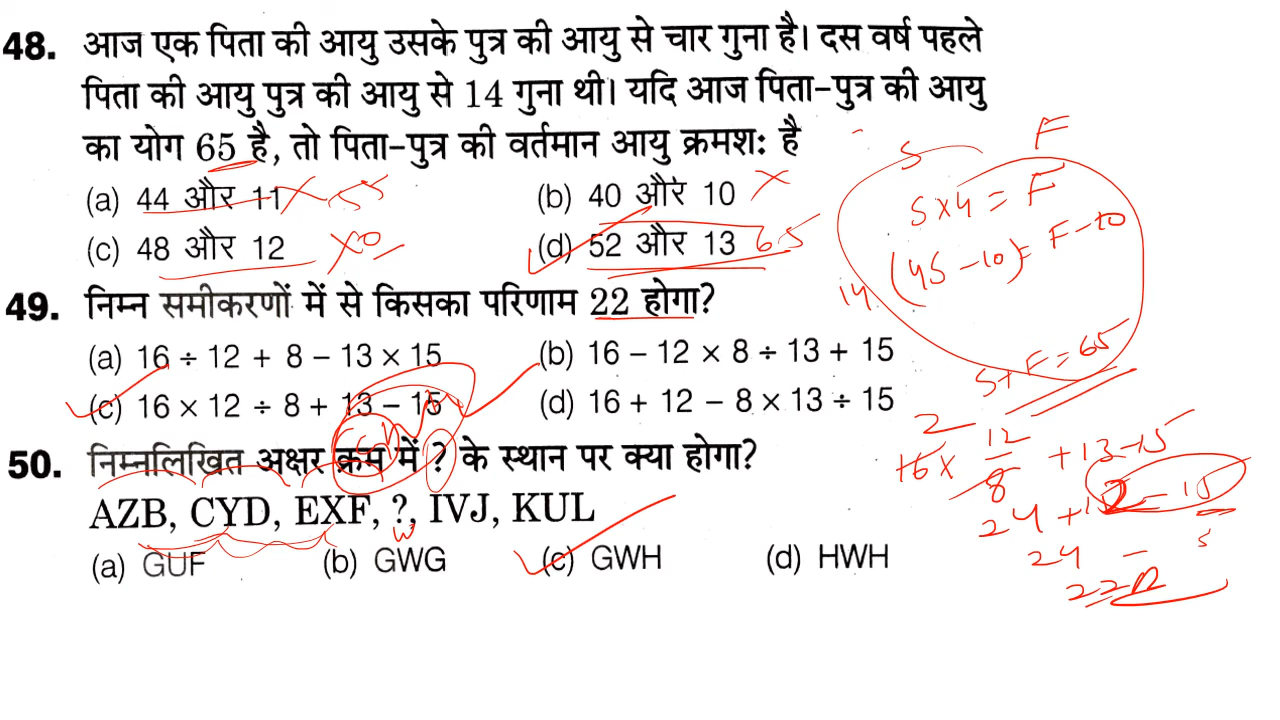 48. आज एक पिता की आयु उसके पुत्र की आयु से चार गुना है। दस वर्ष पहले
पिता की आयु पुत्र की आयु से 14 गुना थी। यदि आज पिता-पुत्र की आयु
का योग 65 है, तो पिता-पुत्र की वर्तमान आयु क्रमशः है
(a) 44 और 11 (b) 40 और 10
(c) 48 और 12 (d) 52 और 13 65
S F
S×4 = F
14 (4S - 10) = F - 10
S + F = 65
49. निम्न समीकरणों में से किसका परिणाम 22 होगा?
(a) 16 ÷ 12 + 8 − 13 × 15 (b) 16 − 12 × 8 ÷ 13 + 15
(c) 16 × 12 ÷ 8 + 13 − 15 (d) 16 + 12 − 8 × 13 ÷ 15
2
16 × 12/8 + 13 - 15
24 + - 15
24 -
22
50. निम्नलिखित अक्षर क्रम में ? के स्थान पर क्या होगा?
AZB, CYD, EXF, ?, IVJ, KUL
w
(a) GUF (b) GWG (c) GWH (d) HWH